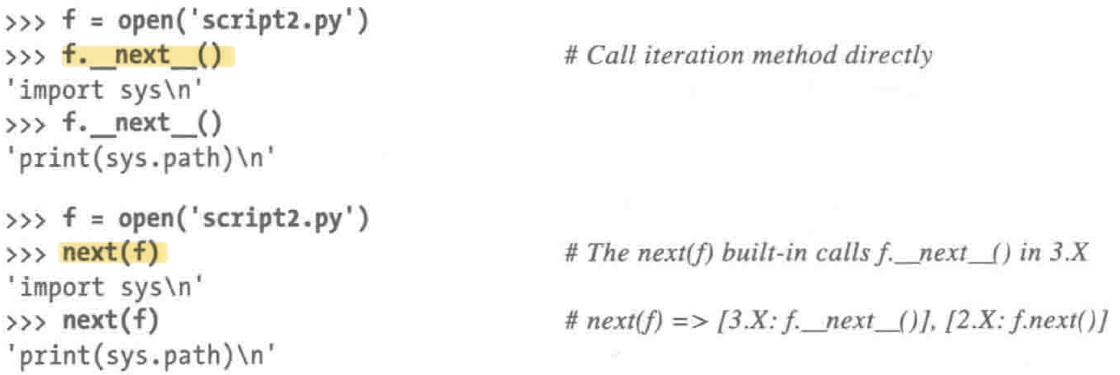 >>> f = open('script2.py')
>>> f.__next__() # Call iteration method directly
'import sys\n'
>>> f.__next__()
'print(sys.path)\n'
>>> f = open('script2.py')
>>> next(f) # The next(f) built-in calls f.__next__() in 3.X
'import sys\n'
>>> next(f) # next(f) => [3.X: f.__next__()], [2.X: f.next()]
'print(sys.path)\n'